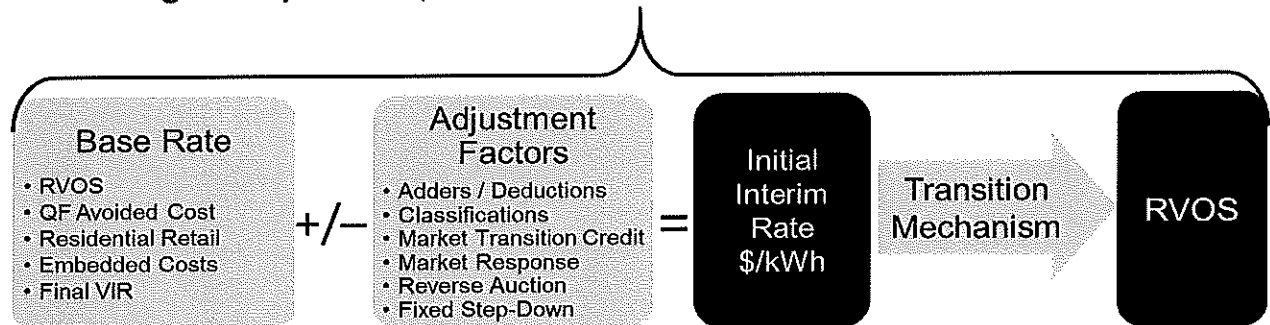 Base Rate
• RVOS
• QF Avoided Cost
• Residential Retail
• Embedded Costs
• Final VIR
+/–
Adjustment
Factors
• Adders / Deductions
• Classifications
• Market Transition Credit
• Market Response
• Reverse Auction
• Fixed Step-Down
=
Initial
Interim
Rate
$/kWh
Transition
Mechanism
RVOS